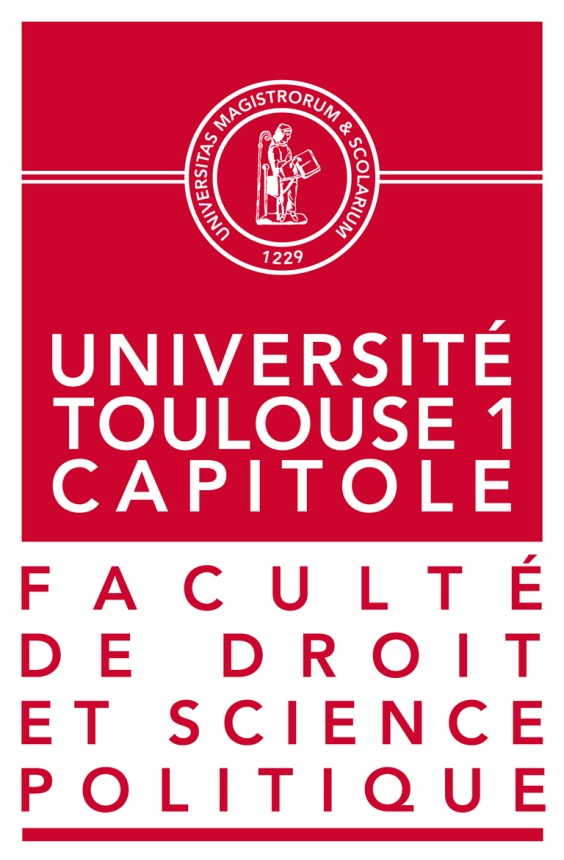 UNIVERSITAS MAGISTRORUM & SCOLARIUM
1229
UNIVERSITÉ
TOULOUSE 1
CAPITOLE
FACULTÉ
DE DROIT
ET SCIENCE
POLITIQUE